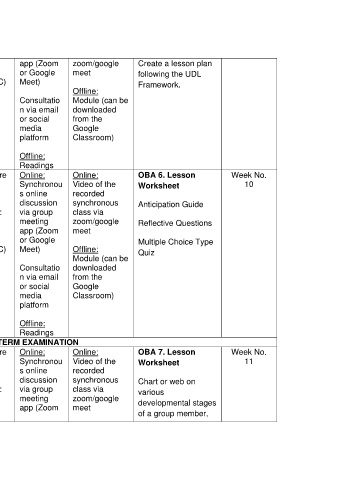 app (Zoom
or Google
Meet)
C)
Consultatio
n via email
or social
media
platform
Offline:
Readings
zoom/google
meet
Offline:
Module (can be
downloaded
from the
Google
Classroom)
Create a lesson plan
following the UDL
Framework.
re
:
C)
Online:
Synchronou
s online
discussion
via group
meeting
app (Zoom
or Google
Meet)
Consultatio
n via email
or social
media
platform
Offline:
Readings
Online:
Video of the
recorded
synchronous
class via
zoom/google
meet
Offline:
Module (can be
downloaded
from the
Google
Classroom)
OBA 6. Lesson
Worksheet
Anticipation Guide
Reflective Questions
Multiple Choice Type
Quiz
Week No.
10
TERM EXAMINATION
re
:
Online:
Synchronou
s online
discussion
via group
meeting
app (Zoom
Online:
Video of the
recorded
synchronous
class via
zoom/google
meet
OBA 7. Lesson
Worksheet
Chart or web on
various
developmental stages
of a group member,
Week No.
11